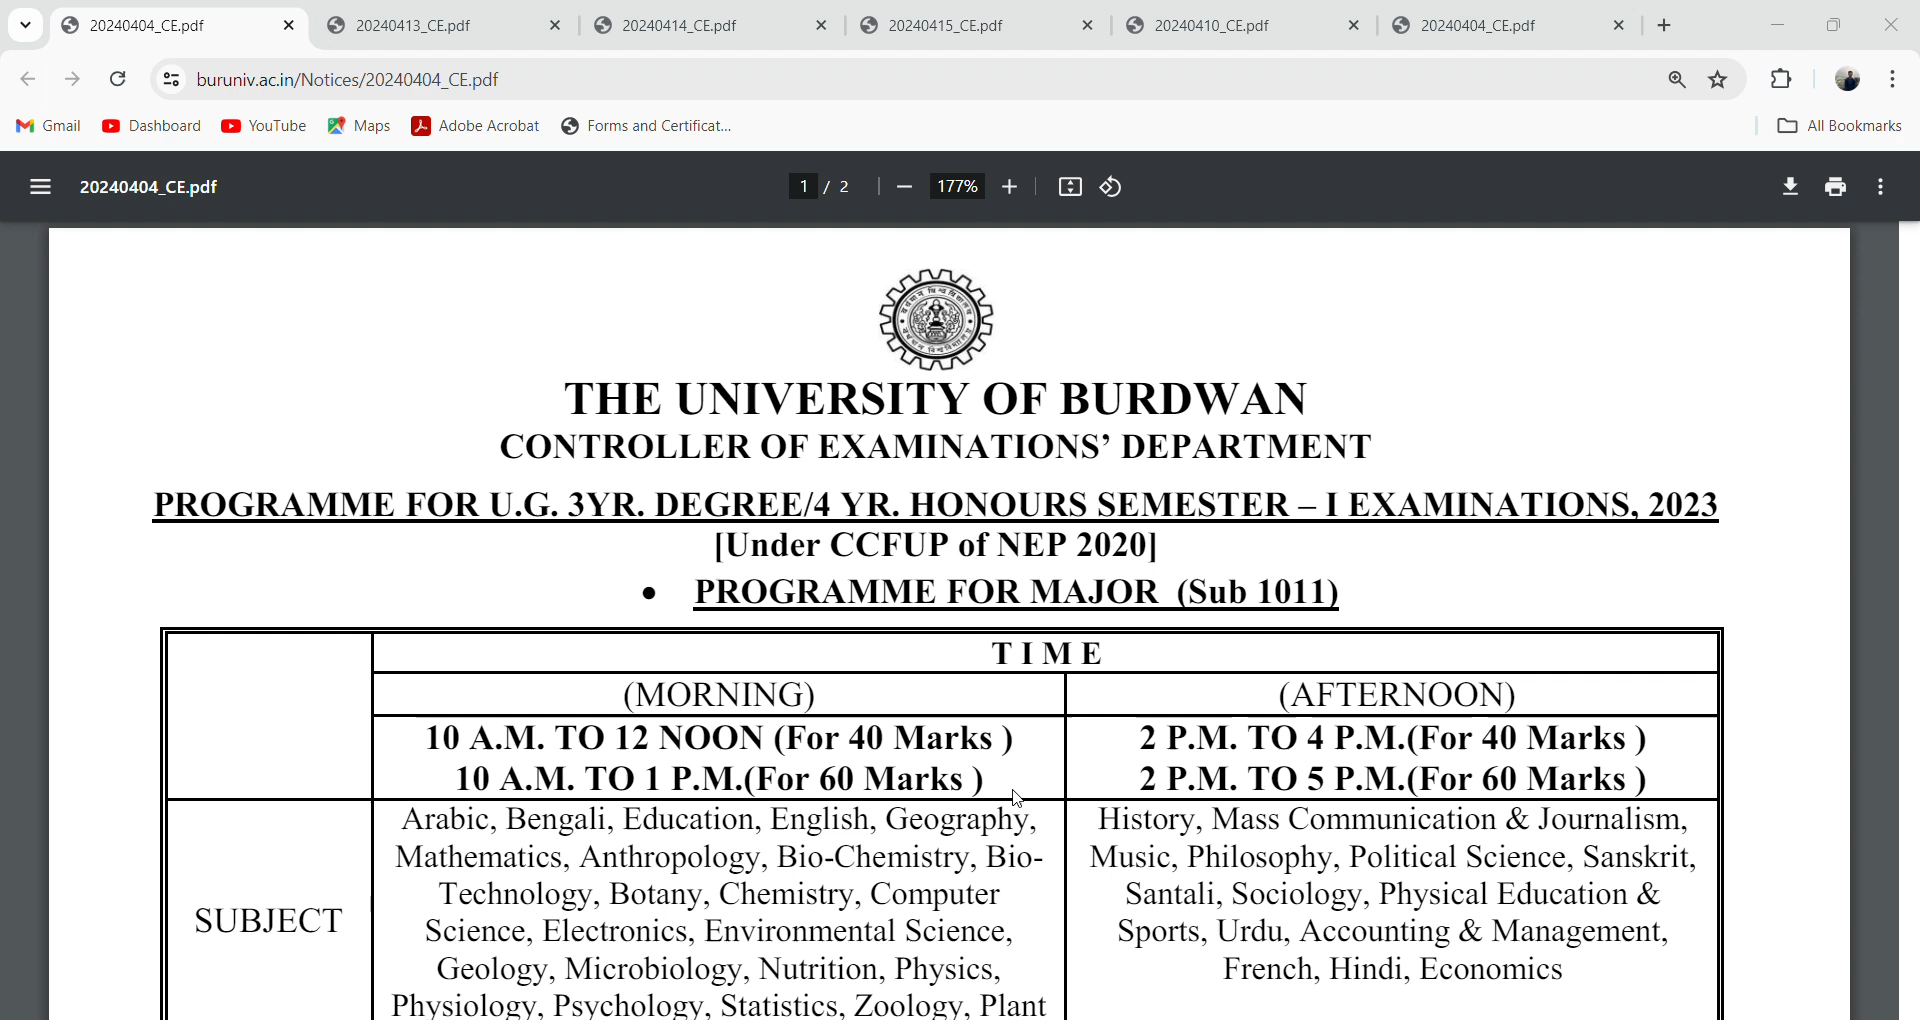 20240404_CE.pdf
20240413_CE.pdf
20240414_CE.pdf
20240415_CE.pdf
20240410_CE.pdf
20240404_CE.pdf
buruniv.ac.in/Notices/20240404_CE.pdf
Gmail
Dashboard
YouTube
Maps
Adobe Acrobat
Forms and Certificat...
All Bookmarks
20240404_CE.pdf
1 / 2
177%
THE UNIVERSITY OF BURDWAN
CONTROLLER OF EXAMINATIONS’ DEPARTMENT
PROGRAMME FOR U.G. 3YR. DEGREE/4 YR. HONOURS SEMESTER – I EXAMINATIONS, 2023
[Under CCFUP of NEP 2020]
• PROGRAMME FOR MAJOR (Sub 1011)
T I M E
(MORNING)
(AFTERNOON)
10 A.M. TO 12 NOON (For 40 Marks )
10 A.M. TO 1 P.M.(For 60 Marks )
2 P.M. TO 4 P.M.(For 40 Marks )
2 P.M. TO 5 P.M.(For 60 Marks )
SUBJECT
Arabic, Bengali, Education, English, Geography,
Mathematics, Anthropology, Bio-Chemistry, Bio-
Technology, Botany, Chemistry, Computer
Science, Electronics, Environmental Science,
Geology, Microbiology, Nutrition, Physics,
Physiology, Psychology, Statistics, Zoology, Plant
History, Mass Communication & Journalism,
Music, Philosophy, Political Science, Sanskrit,
Santali, Sociology, Physical Education &
Sports, Urdu, Accounting & Management,
French, Hindi, Economics